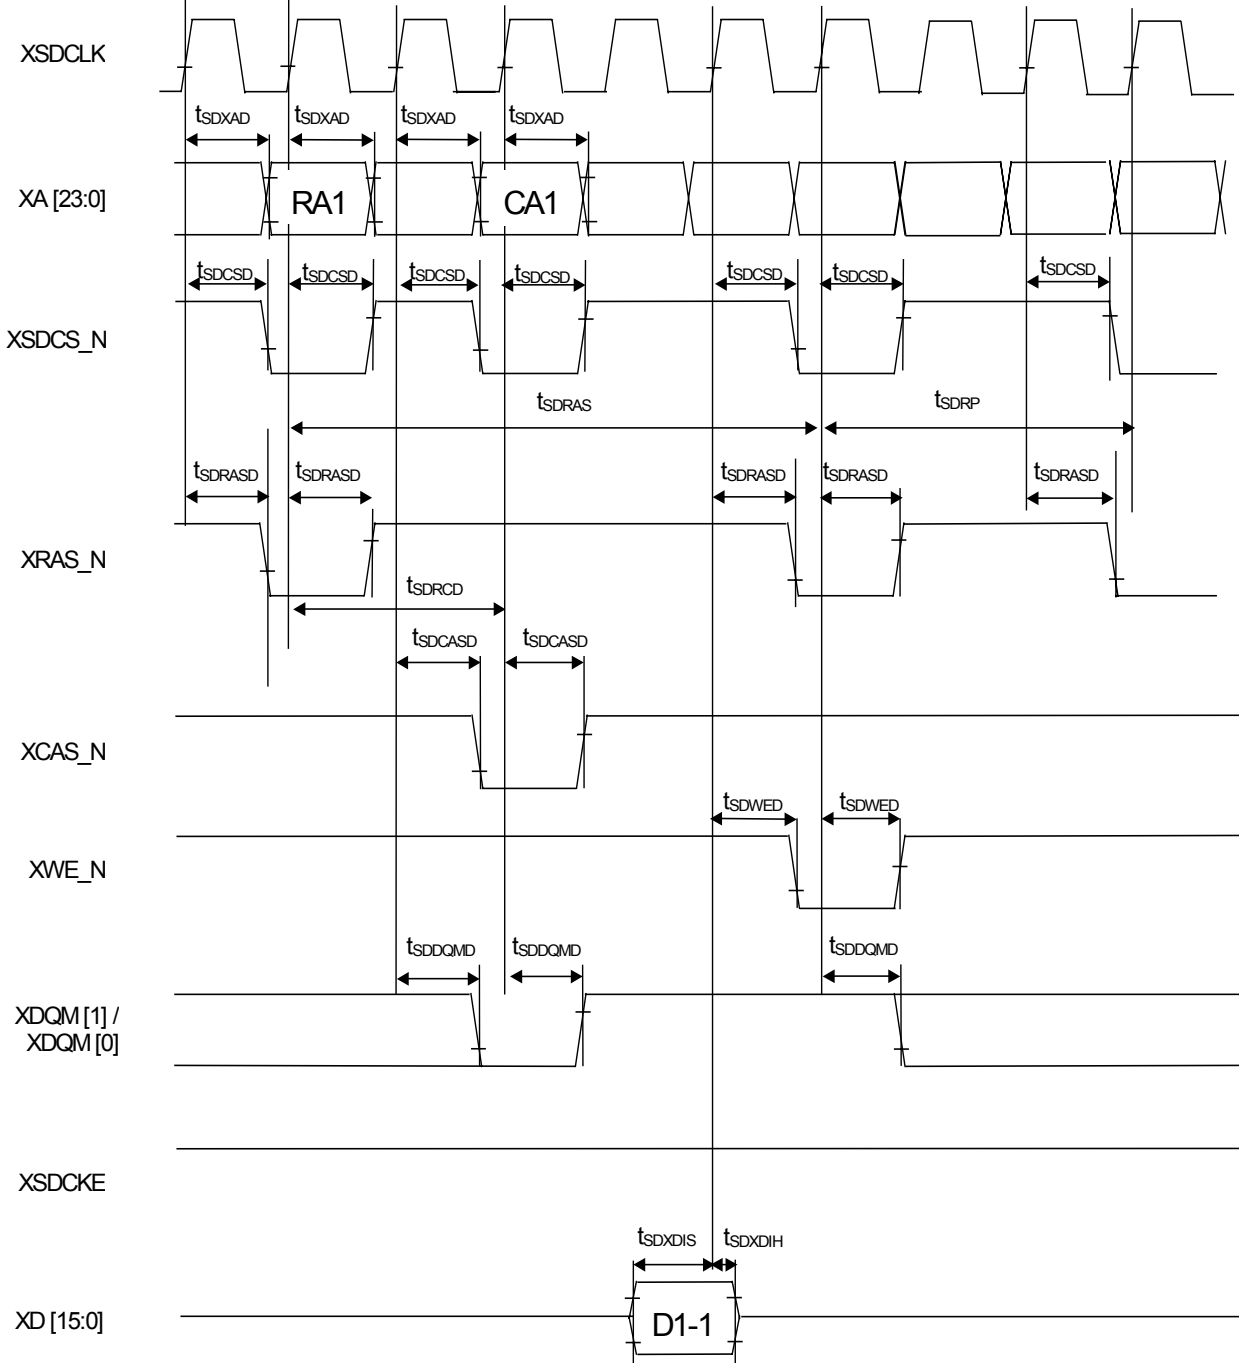 XSDCLK
tSDXAD tSDXAD tSDXAD tSDXAD
XA [23:0] RA1 CA1
tSDCSD tSDCSD tSDCSD tSDCSD tSDCSD tSDCSD tSDCSD
XSDCS_N
tSDRAS tSDRP
tSDRASD tSDRASD tSDRASD tSDRASD tSDRASD
XRAS_N
tSDRCD
tSDCASD tSDCASD
XCAS_N
tSDWED tSDWED
XWE_N
tSDDQMD tSDDQMD tSDDQMD
XDQM [1] /
XDQM [0]
XSDCKE
tSDXDIS tSDXDIH
XD [15:0] D1-1